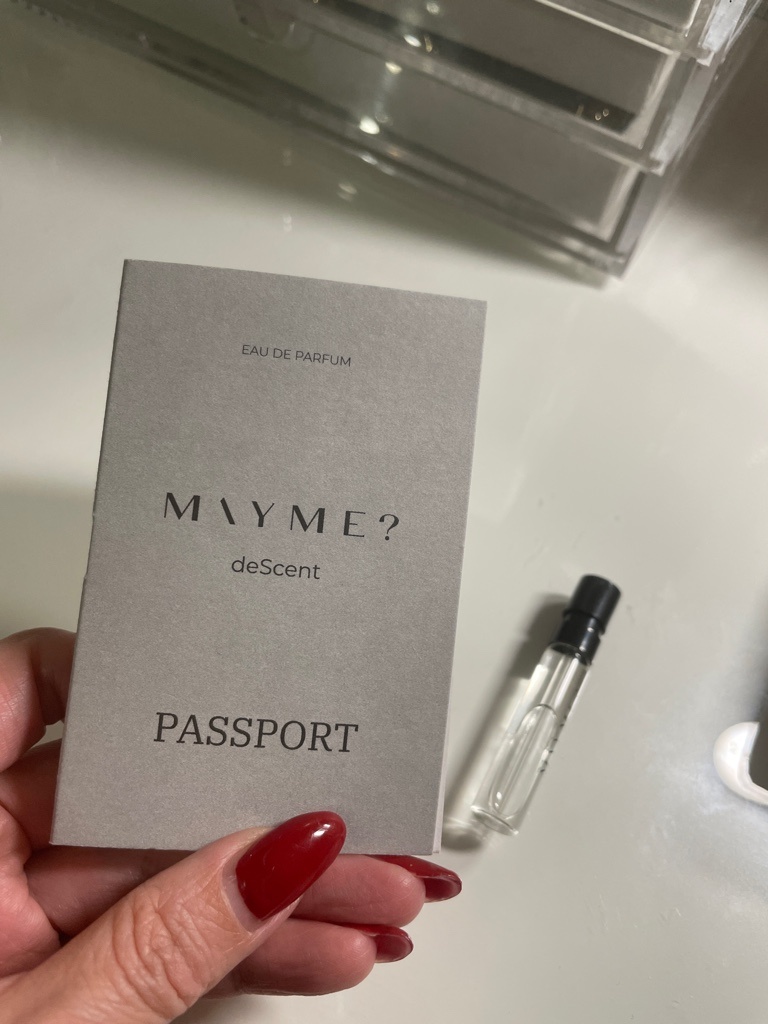 EAU DE PARFUM
M\YME?
deScent
PASSPORT